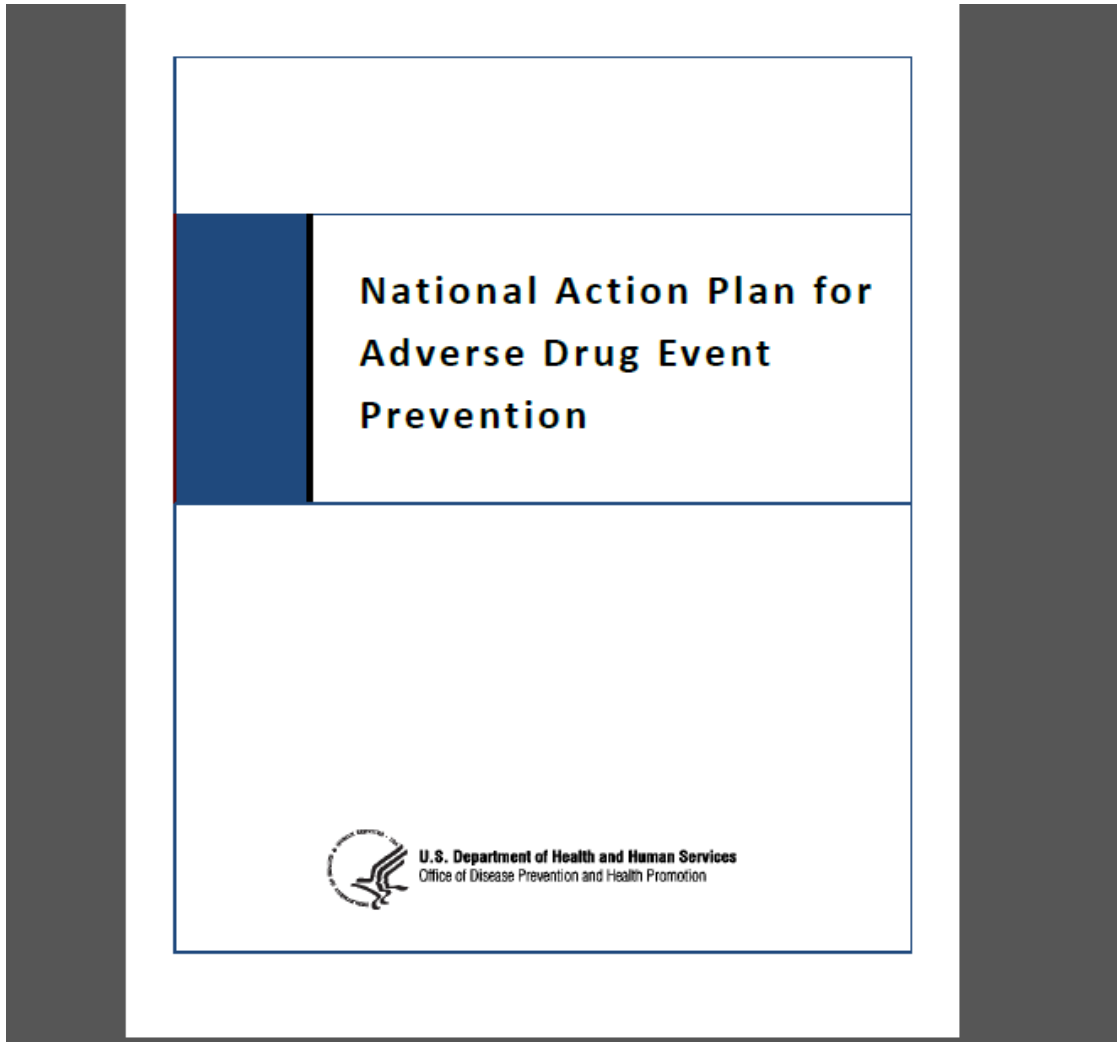 National Action Plan for
Adverse Drug Event
Prevention
U.S. Department of Health and Human Services
Office of Disease Prevention and Health Promotion